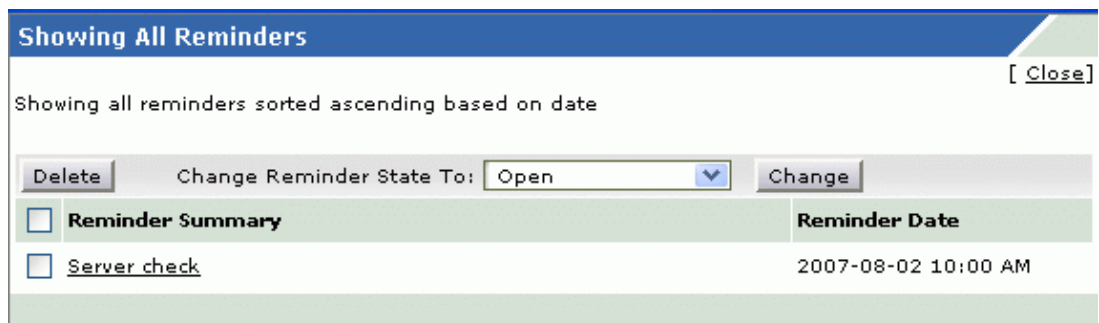 Showing All Reminders
[ Close]
Showing all reminders sorted ascending based on date
Delete Change Reminder State To: Open Change
Reminder Summary Reminder Date
Server check 2007-08-02 10:00 AM